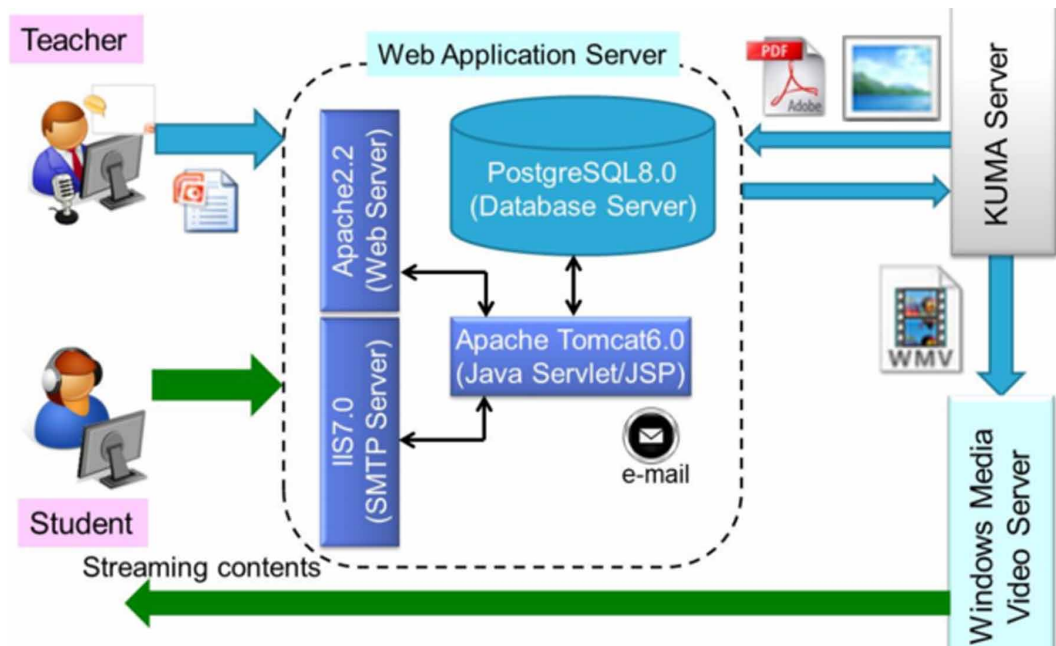 Teacher
Web Application Server
PDF
Adobe
KUMA Server
Apache2.2
(Web Server)
PostgreSQL8.0
(Database Server)
Apache Tomcat6.0
(Java Servlet/JSP)
WMV
IIS7.0
(SMTP Server)
e-mail
Student
Streaming contents
Windows Media
Video Server